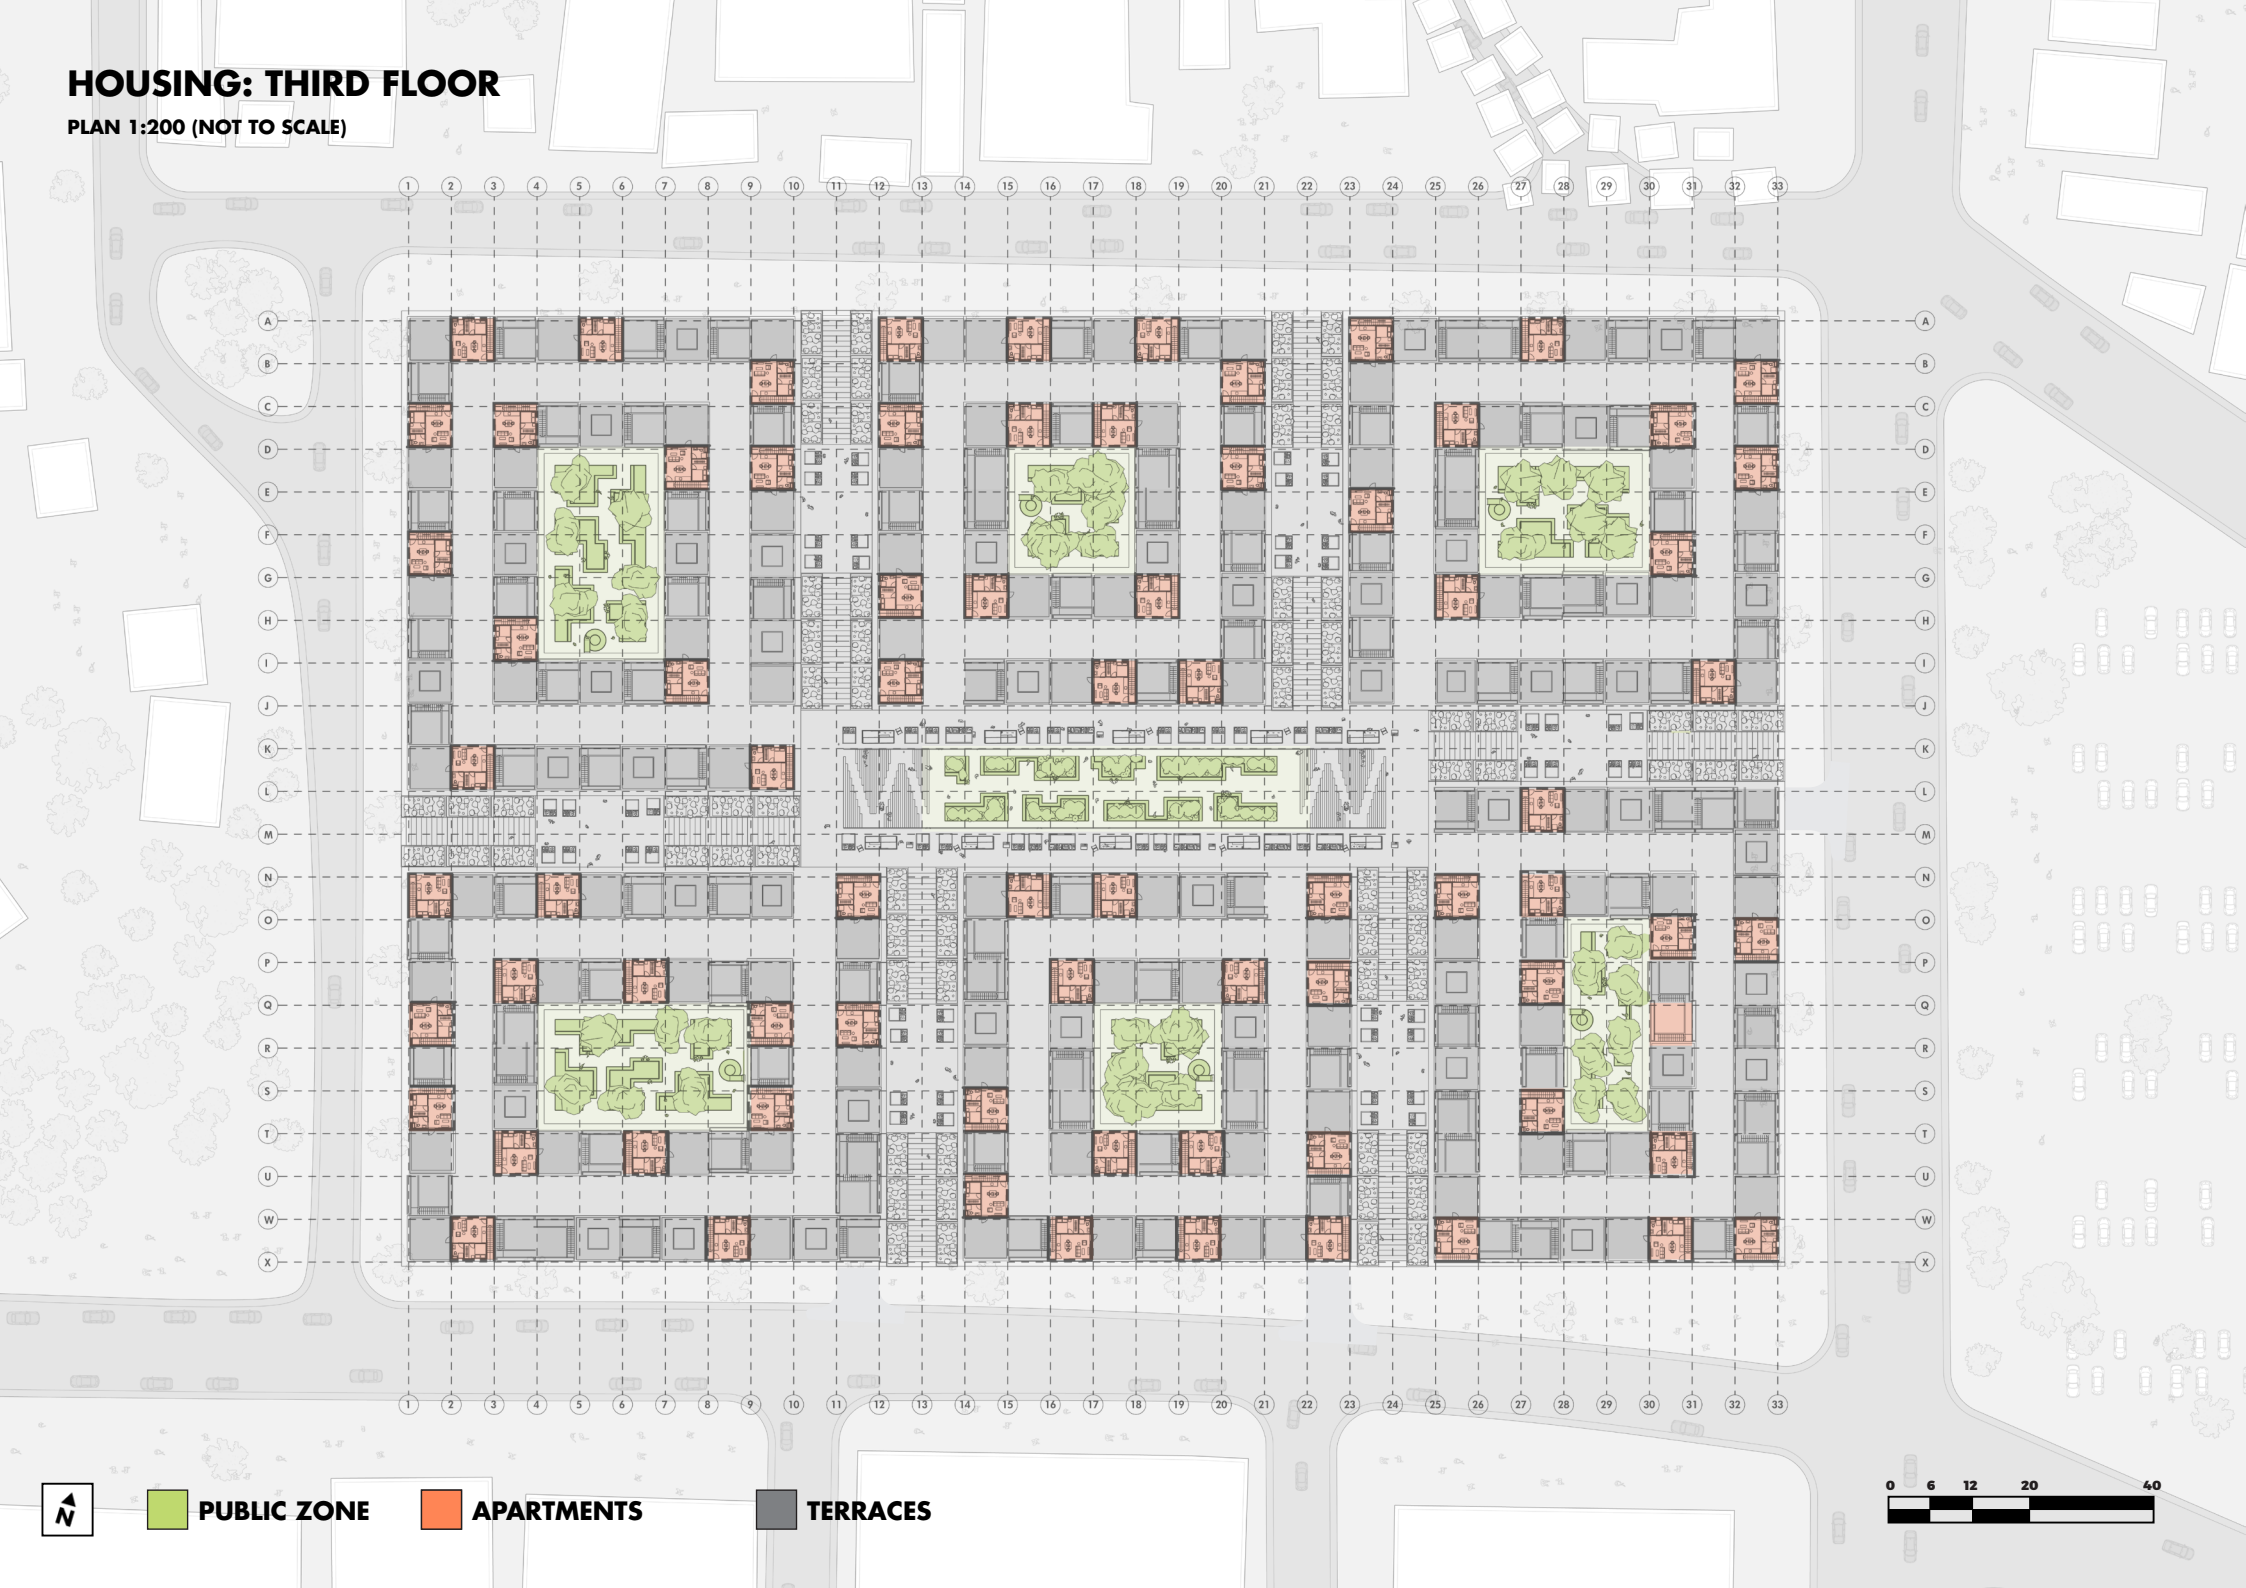 HOUSING: THIRD FLOOR
PLAN 1:200 (NOT TO SCALE)
1 2 3 4 5 6 7 8 9 10 11 12 13 14 15 16 17 18 19 20 21 22 23 24 25 26 27 28 29 30 31 32 33
A A
B B
C C
D D
E E
F F
G G
H H
I I
J J
K K
L L
M M
N N
O O
P P
Q Q
R R
S S
T T
U U
W W
X X
1 2 3 4 5 6 7 8 9 10 11 12 13 14 15 16 17 18 19 20 21 22 23 24 25 26 27 28 29 30 31 32 33
0 6 12 20 40
N PUBLIC ZONE APARTMENTS TERRACES